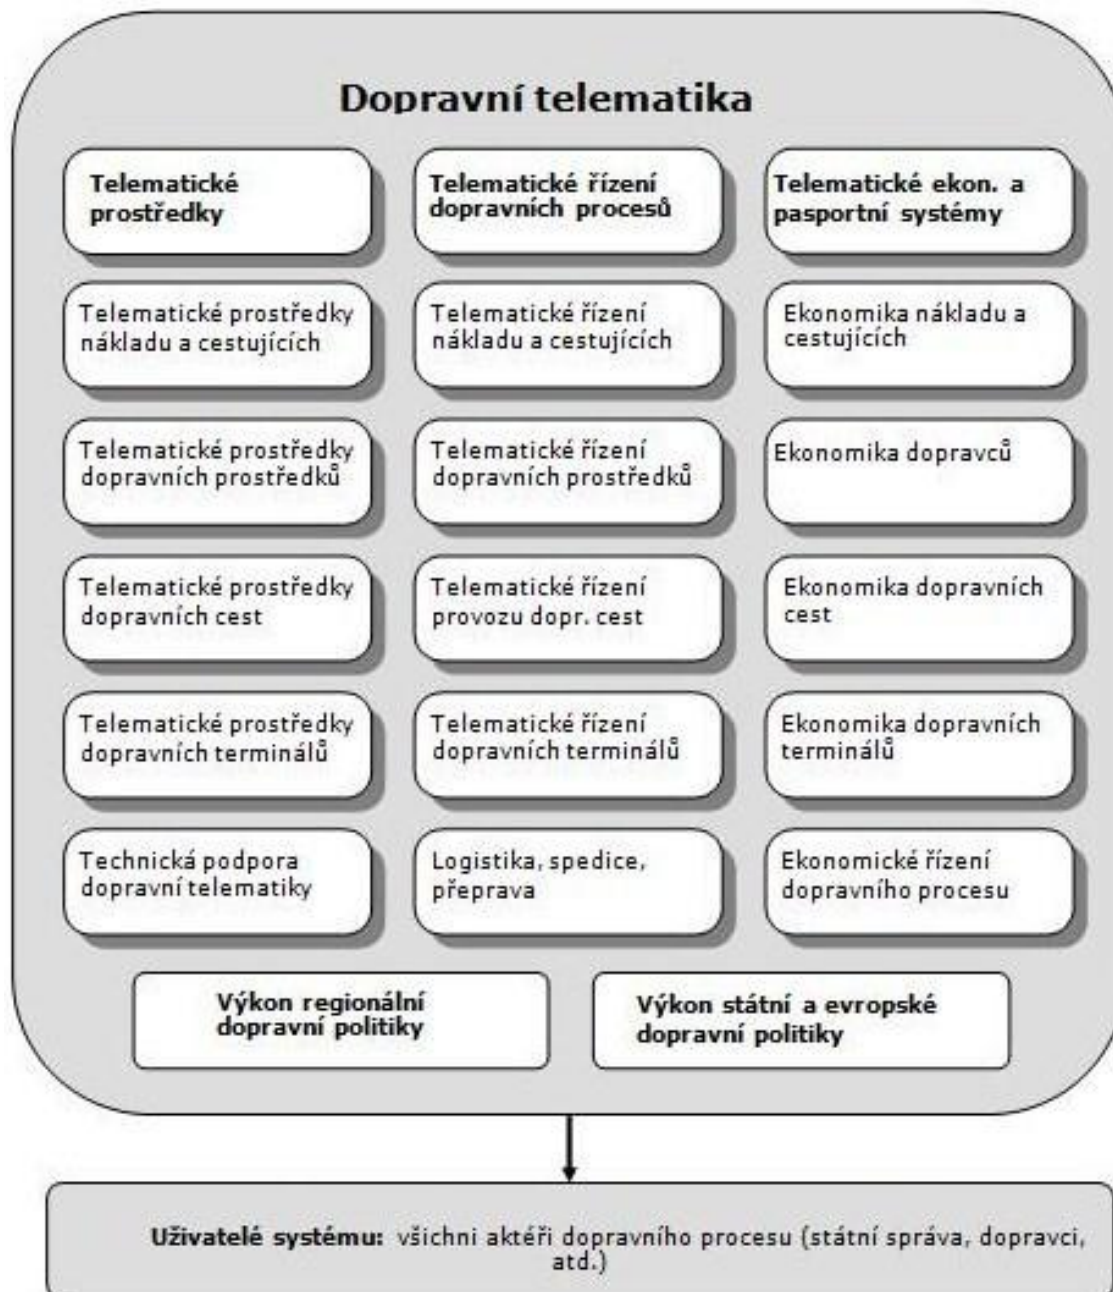 Dopravní telematika
Telematické
prostředky
Telematické řízení
dopravních procesů
Telematické ekon. a
pasportní systémy
Telematické prostředky
nákladu a cestujících
Telematické řízení
nákladu a cestujících
Ekonomika nákladu a
cestujících
Telematické prostředky
dopravních prostředků
Telematické řízení
dopravních prostředků
Ekonomika dopravců
Telematické prostředky
dopravních cest
Telematické řízení
provozu dopr. cest
Ekonomika dopravních
cest
Telematické prostředky
dopravních terminálů
Telematické řízení
dopravních terminálů
Ekonomika dopravních
terminálů
Technická podpora
dopravní telematiky
Logistika, spedice,
přeprava
Ekonomické řízení
dopravního procesu
Výkon regionální
dopravní politiky
Výkon státní a evropské
dopravní politiky
Uživatelé systému: všichni aktéři dopravního procesu (státní správa, dopravci,
atd.)